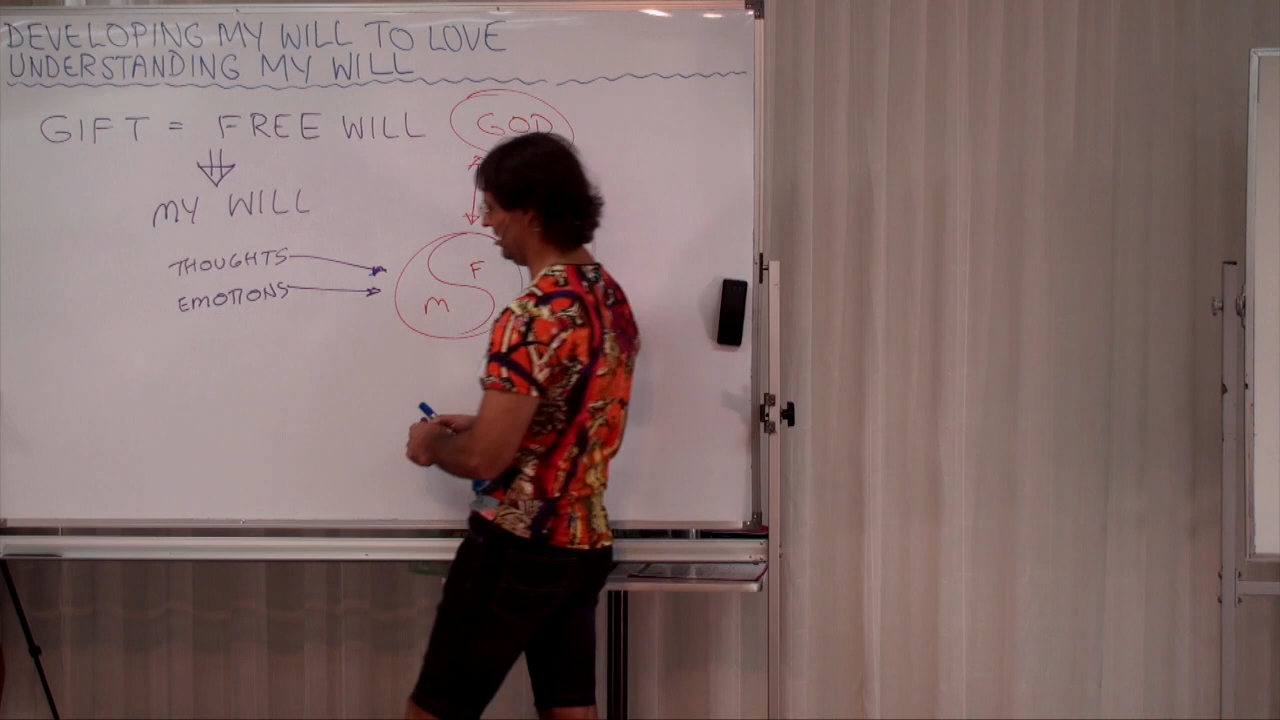 DEVELOPING MY WILL TO LOVE
UNDERSTANDING MY WILL
GIFT = FREE WILL
GOD
MY WILL
THOUGHTS
EMOTIONS
F
M